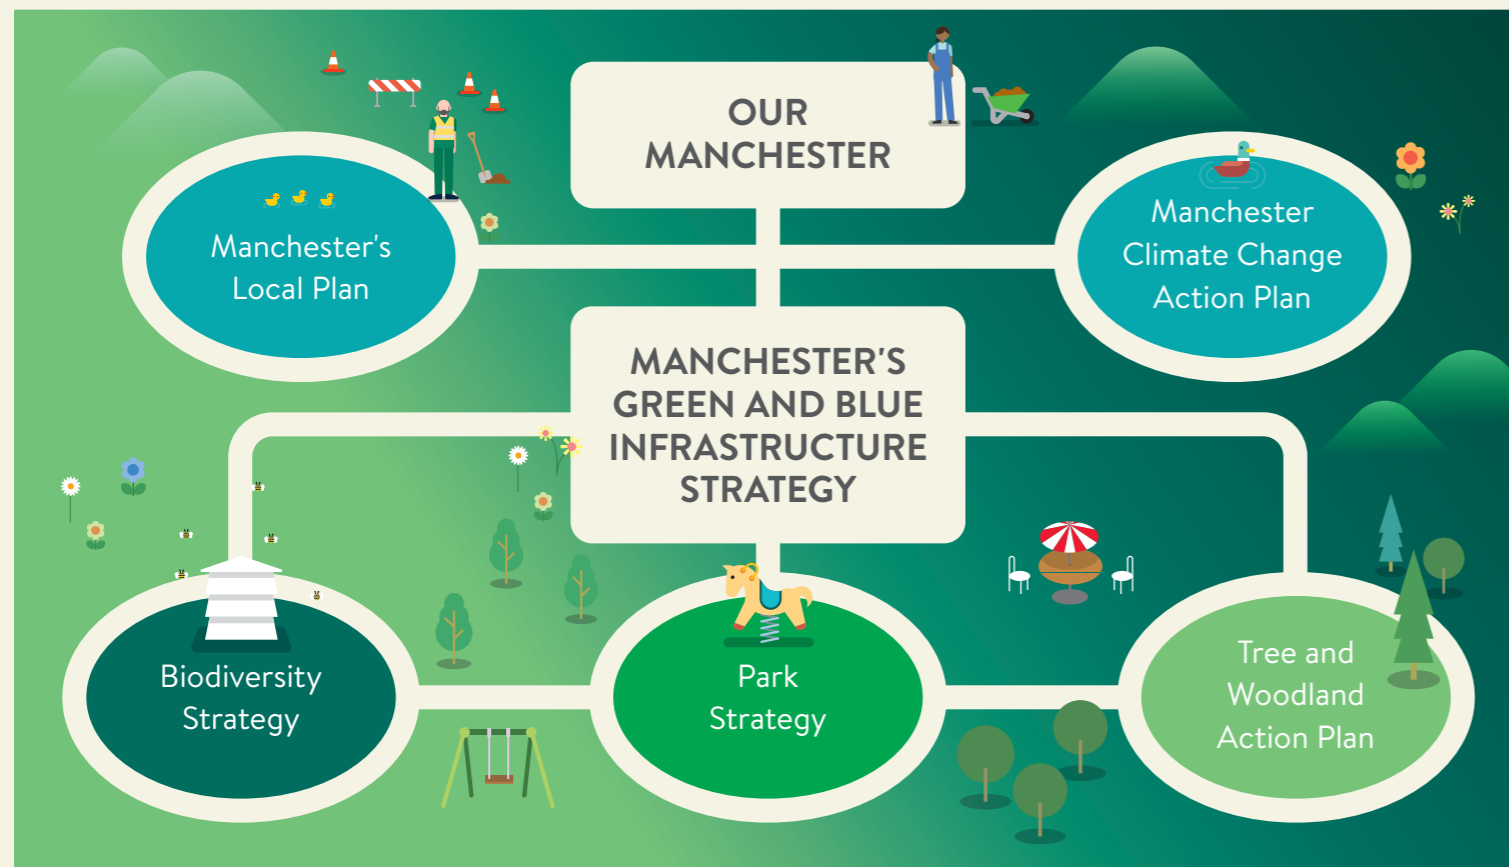 OUR
MANCHESTER
Manchester's
Local Plan
Manchester
Climate Change
Action Plan
MANCHESTER'S
GREEN AND BLUE
INFRASTRUCTURE
STRATEGY
Biodiversity
Strategy
Park
Strategy
Tree and
Woodland
Action Plan